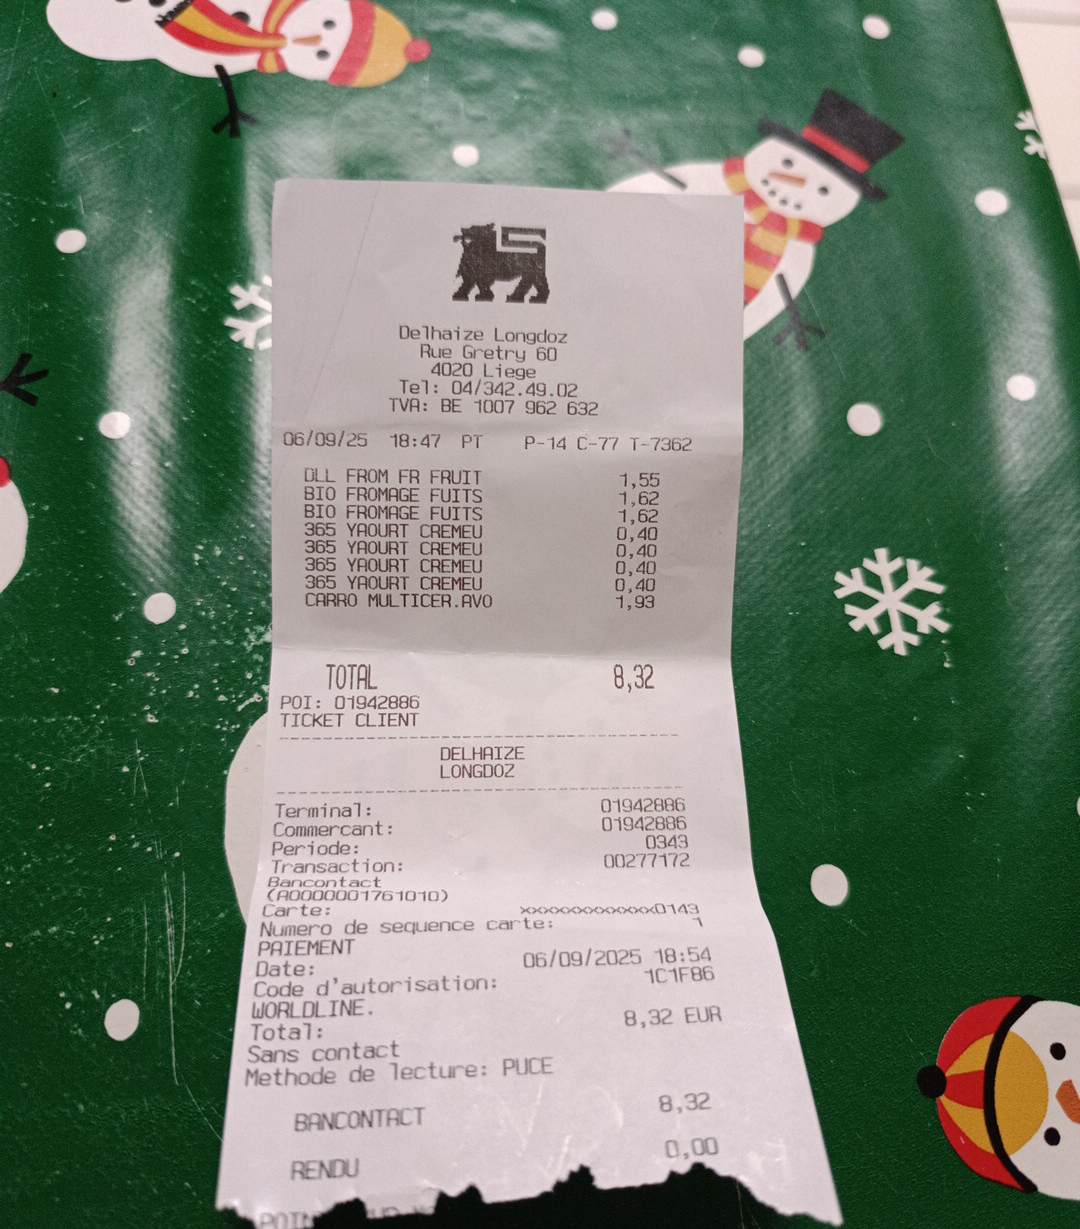 Delhaize Longdoz
Rue Gretry 60
4020 Liege
Tel: 04/342.49.02
TVA: BE 1007 962 632
06/09/25 18:47 PT P-14 C-77 T-7362
DLL FROM FR FRUIT 1,55
BIO FROMAGE FUITS 1,62
BIO FROMAGE FUITS 1,62
365 YAOURT CREMEU 0,40
365 YAOURT CREMEU 0,40
365 YAOURT CREMEU 0,40
365 YAOURT CREMEU 0,40
CARRO MULTICER.AVO 1,93
TOTAL 8,32
POI: 01942886
TICKET CLIENT
DELHAIZE
LONGDOZ
Terminal: 01942886
Commercant: 01942886
Periode: 0343
Transaction: 00277172
Bancontact
(A0000001761010)
Carte: xxxxxxxxxxxxx0143
Numero de sequence carte: 1
PAIEMENT
Date: 06/09/2025 18:54
Code d'autorisation: 1C1F86
WORLDLINE.
Total: 8,32 EUR
Sans contact
Methode de lecture: PUCE
BANCONTACT 8,32
RENDU 0,00